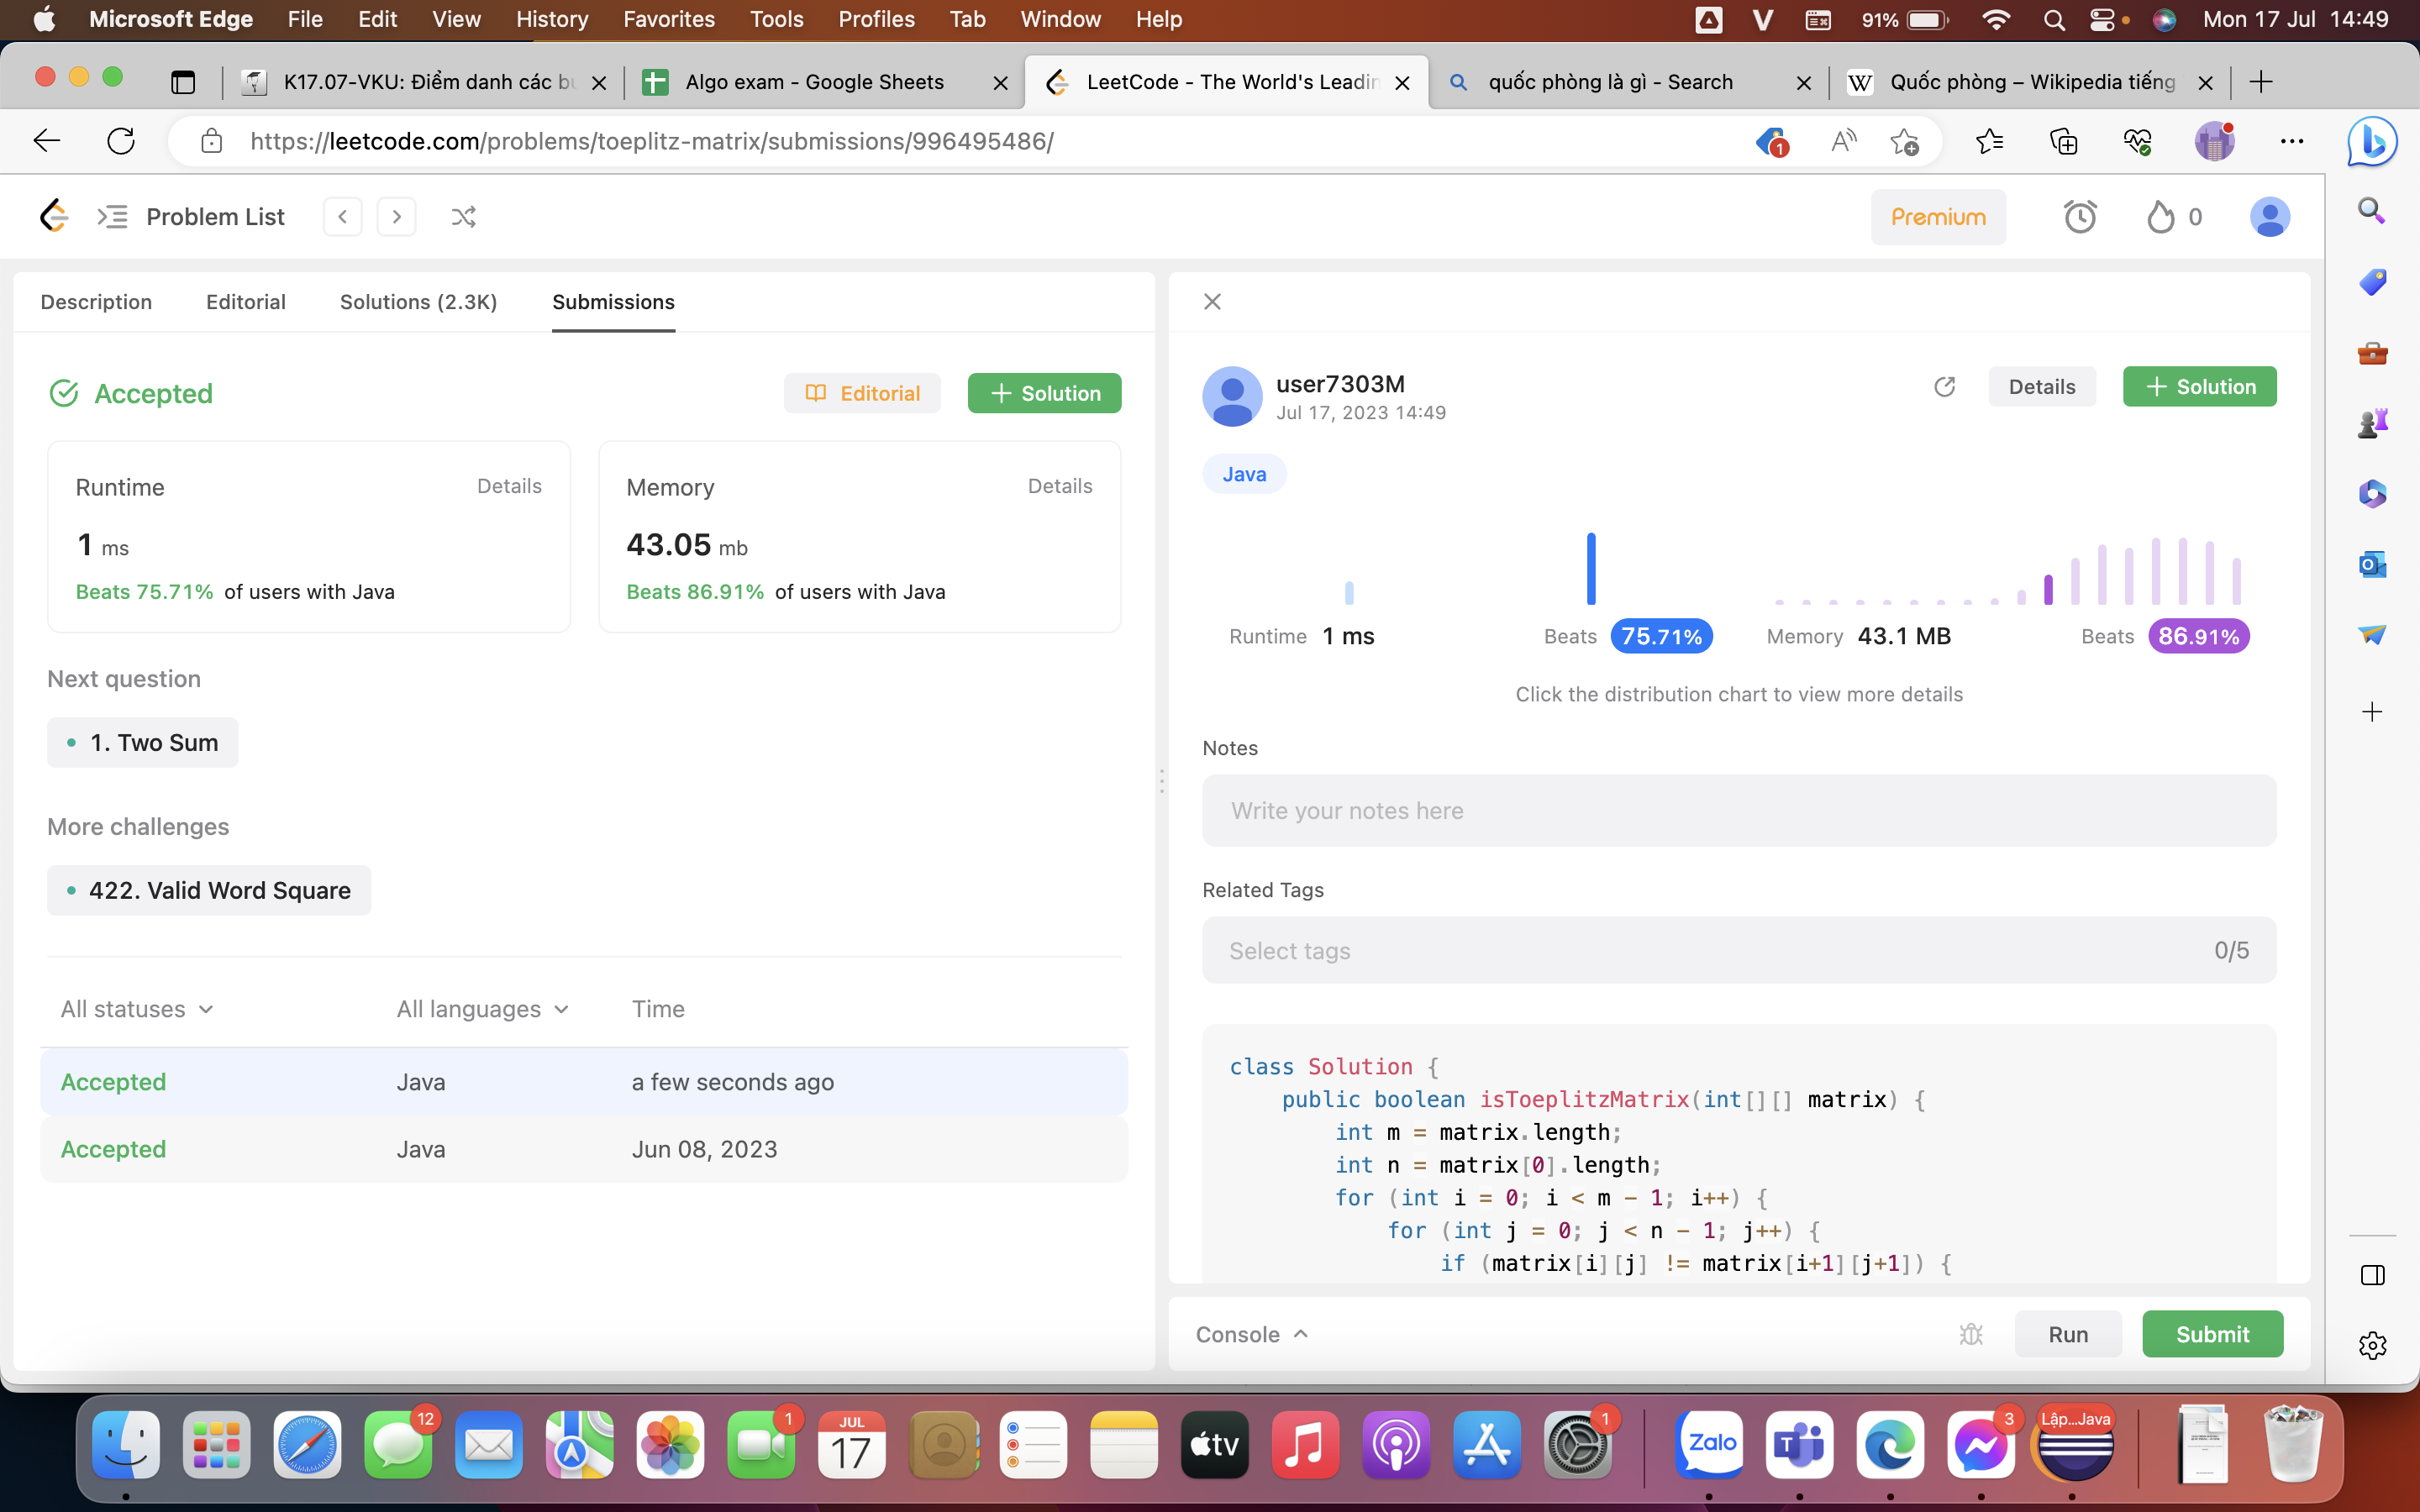 Microsoft Edge File Edit View History Favorites Tools Profiles Tab Window Help 91% Mon 17 Jul 14:49
K17.07-VKU: Điểm danh các bu Algo exam - Google Sheets LeetCode - The World's Leadin quốc phòng là gì - Search W Quốc phòng – Wikipedia tiếng
https://leetcode.com/problems/toeplitz-matrix/submissions/996495486/ 1
Problem List Premium 0
Description Editorial Solutions (2.3K) Submissions
Accepted Editorial + Solution
Runtime Details
1 ms
Beats 75.71% of users with Java
Memory Details
43.05 mb
Beats 86.91% of users with Java
Next question
1. Two Sum
More challenges
422. Valid Word Square
All statuses All languages Time
Accepted Java a few seconds ago
Accepted Java Jun 08, 2023
user7303M Details + Solution
Jul 17, 2023 14:49
Java
Runtime 1 ms Beats 75.71% Memory 43.1 MB Beats 86.91%
Click the distribution chart to view more details
Notes
Write your notes here
Related Tags
Select tags 0/5
class Solution {
public boolean isToeplitzMatrix(int[][] matrix) {
int m = matrix.length;
int n = matrix[0].length;
for (int i = 0; i < m - 1; i++) {
for (int j = 0; j < n - 1; j++) {
if (matrix[i][j] != matrix[i+1][j+1]) {
Console Run Submit
12 1 JUL 17 tv 1 Zalo 3 Lập...Java